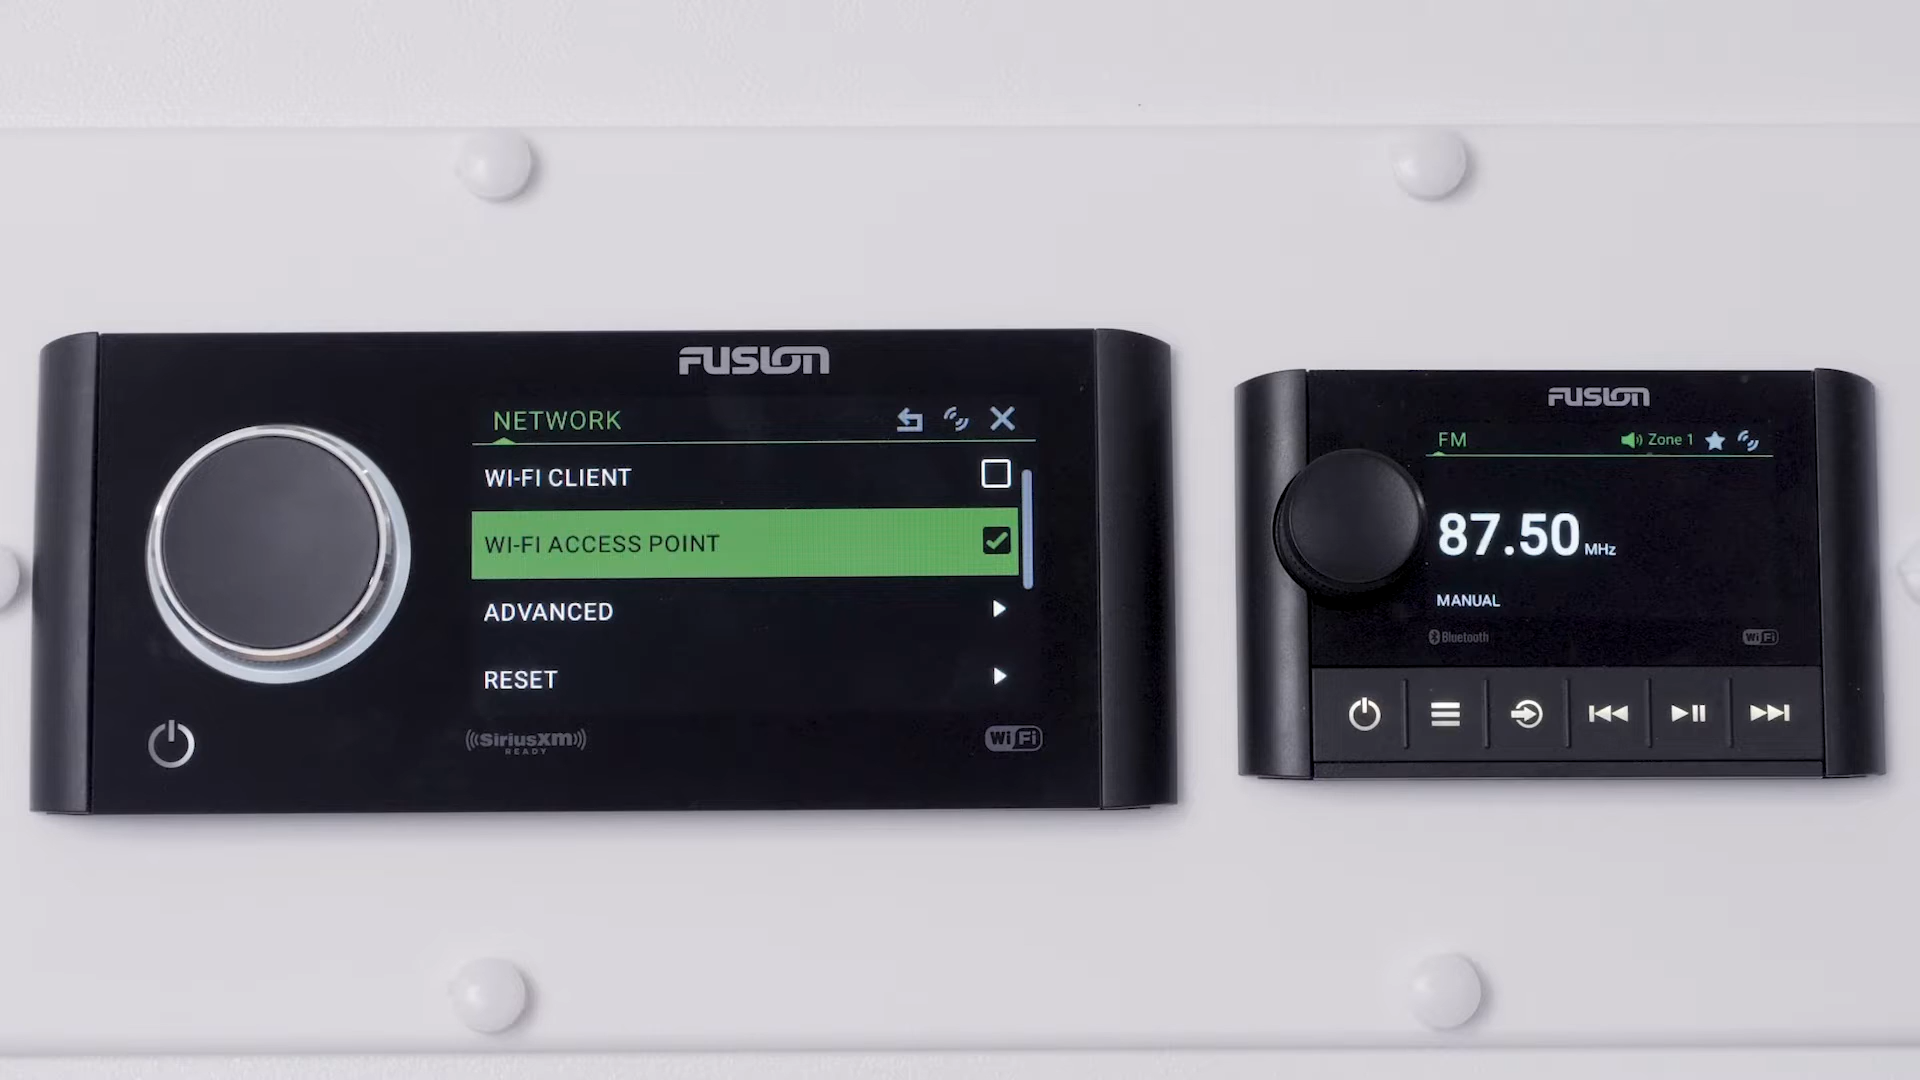 FUSION
NETWORK
WI-FI CLIENT
WI-FI ACCESS POINT
ADVANCED
RESET
SiriusXM
READY
Wi Fi
FUSION
FM Zone 1
87.50 MHz
MANUAL
Bluetooth
Wi Fi